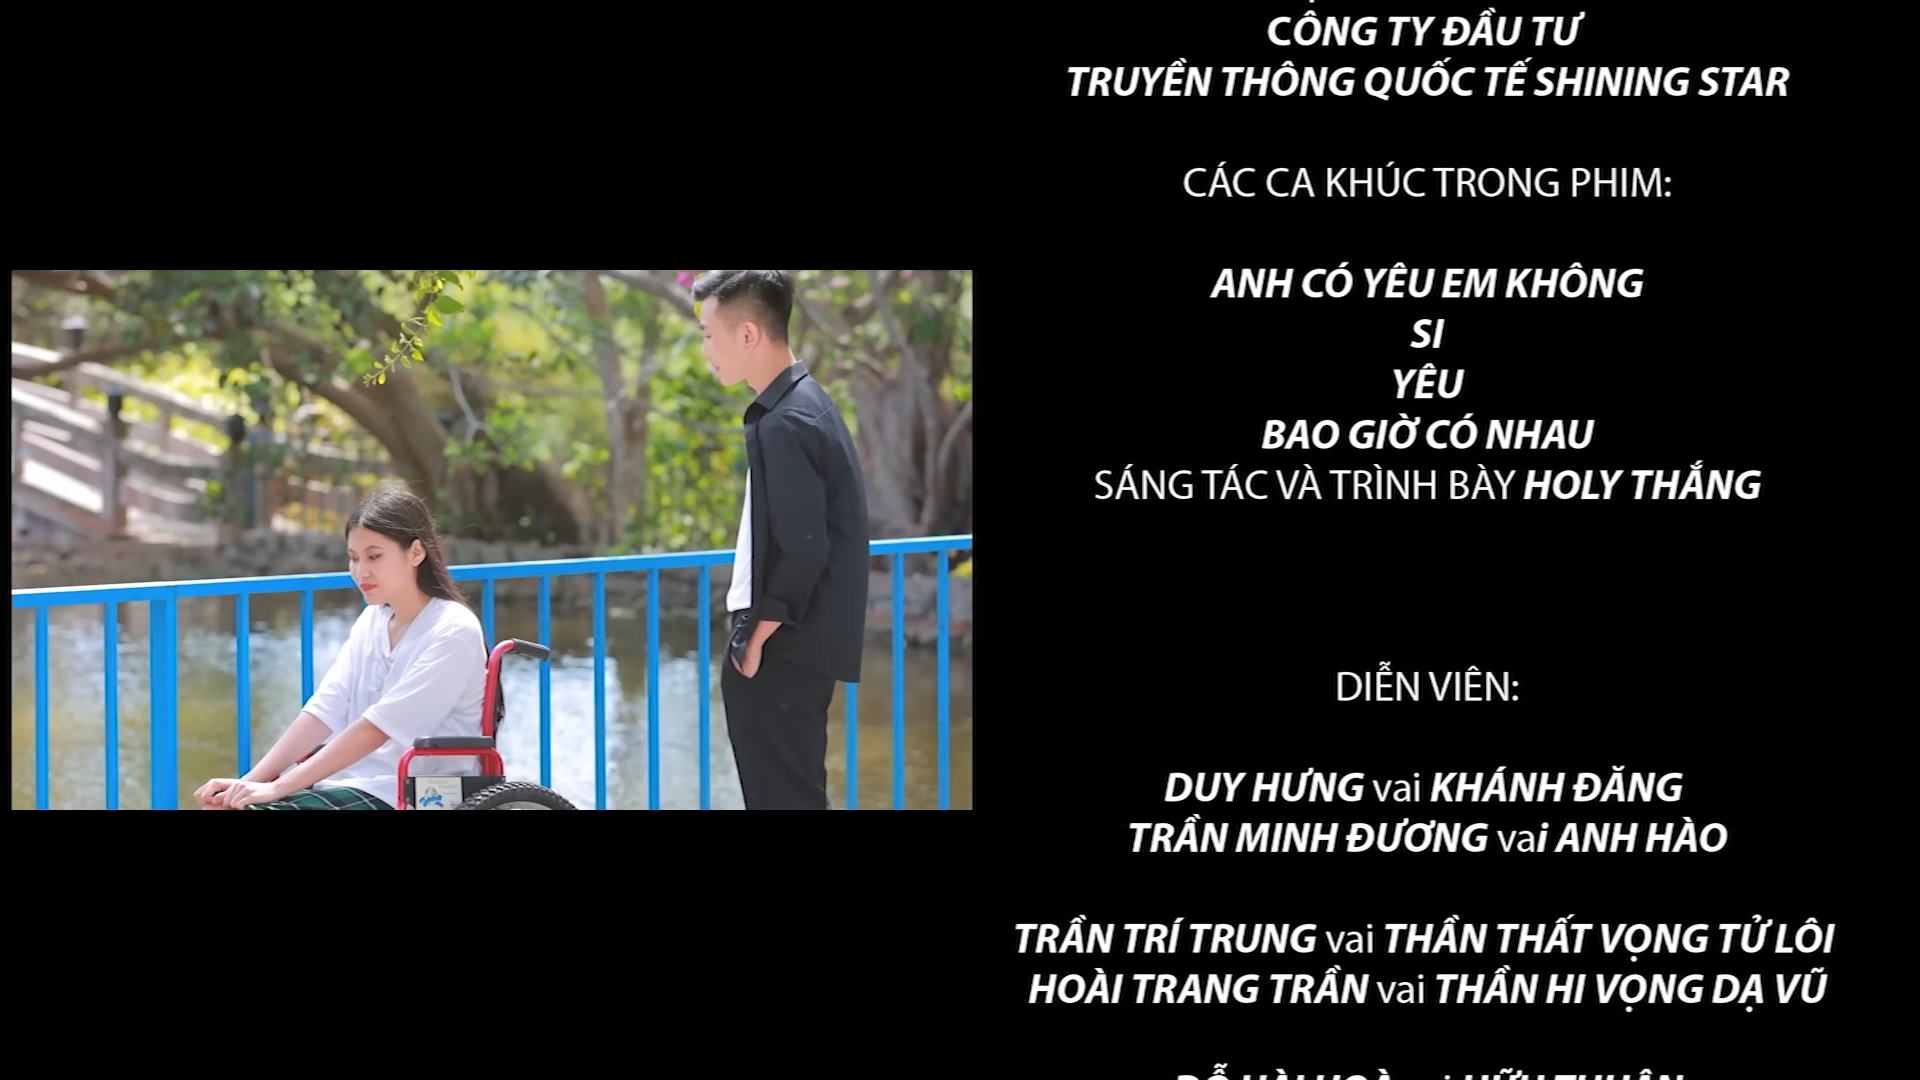 CÔNG TY ĐẦU TƯ
TRUYỀN THÔNG QUỐC TẾ SHINING STAR
CÁC CA KHÚC TRONG PHIM:
ANH CÓ YÊU EM KHÔNG
SI
YÊU
BAO GIỜ CÓ NHAU
SÁNG TÁC VÀ TRÌNH BÀY HOLY THẮNG
DIỄN VIÊN:
DUY HƯNG vai KHÁNH ĐĂNG
TRẦN MINH ĐƯƠNG vai ANH HÀO
TRẦN TRÍ TRUNG vai THẦN THẤT VỌNG TỬ LÔI
HOÀI TRANG TRẦN vai THẦN HI VỌNG DẠ VŨ